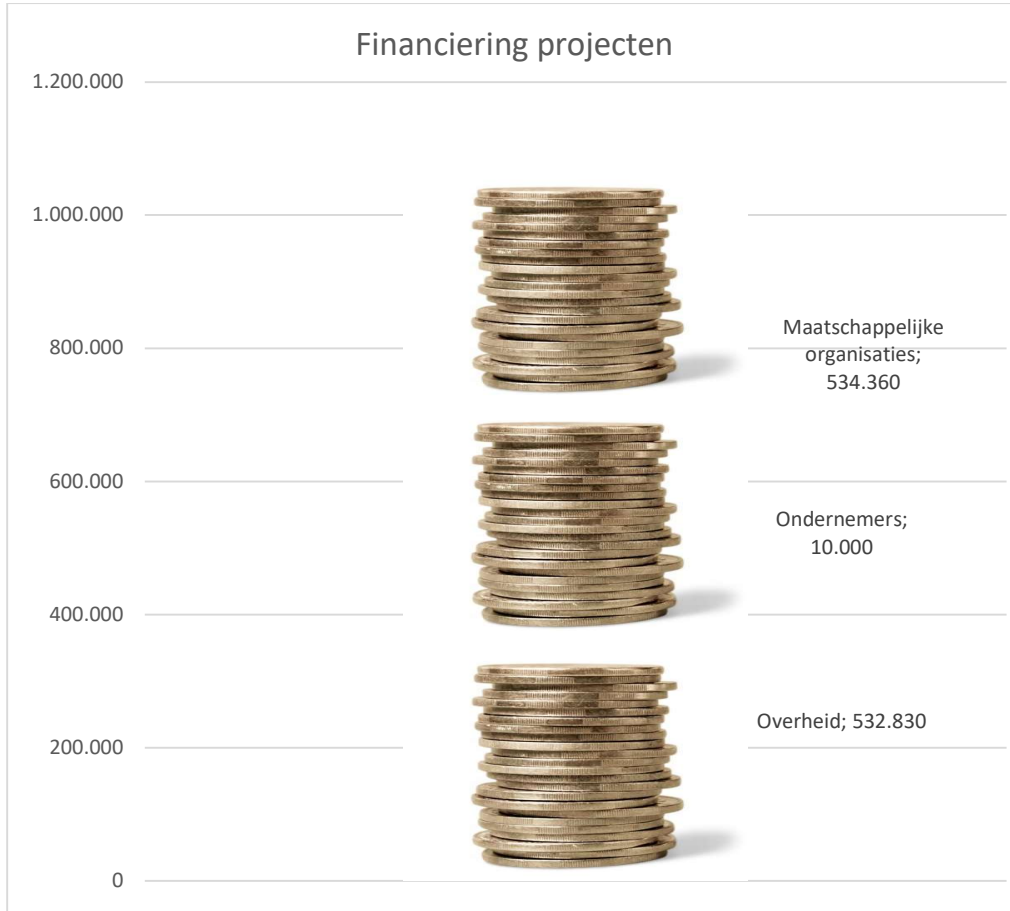 Financiering projecten
1.200.000
1.000.000
800.000
600.000
400.000
200.000
0
Maatschappelijke
organisaties;
534.360
Ondernemers;
10.000
Overheid; 532.830